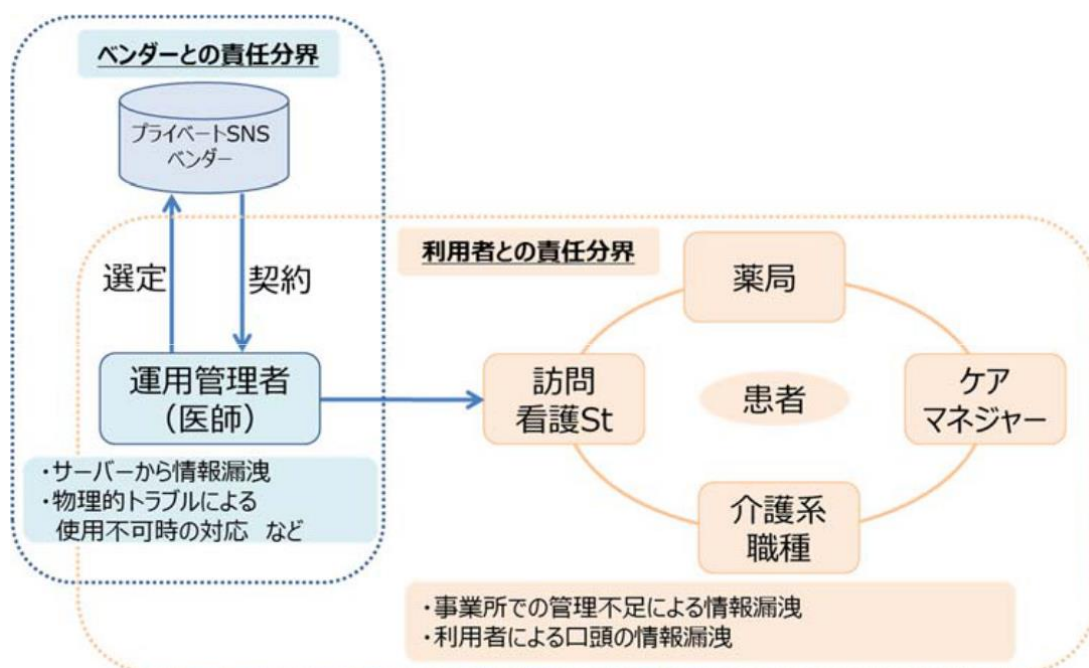 ベンダーとの責任分界
プライベートSNS
ベンダー
選定
契約
運用管理者
（医師）
・サーバーから情報漏洩
・物理的トラブルによる
使用不可時の対応 など
利用者との責任分界
薬局
訪問
看護St
患者
ケア
マネジャー
介護系
職種
・事業所での管理不足による情報漏洩
・利用者による口頭の情報漏洩